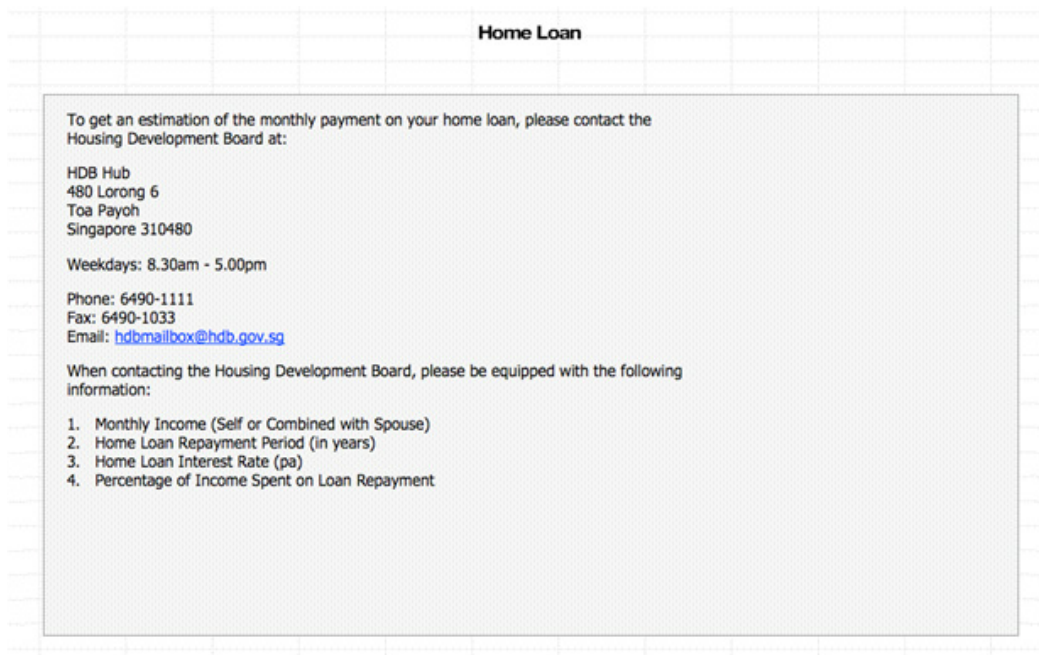 Home Loan
To get an estimation of the monthly payment on your home loan, please contact the
Housing Development Board at:
HDB Hub
480 Lorong 6
Toa Payoh
Singapore 310480
Weekdays: 8.30am - 5.00pm
Phone: 6490-1111
Fax: 6490-1033
Email: hdbmailbox@hdb.gov.sg
When contacting the Housing Development Board, please be equipped with the following
information:
1. Monthly Income (Self or Combined with Spouse)
2. Home Loan Repayment Period (in years)
3. Home Loan Interest Rate (pa)
4. Percentage of Income Spent on Loan Repayment